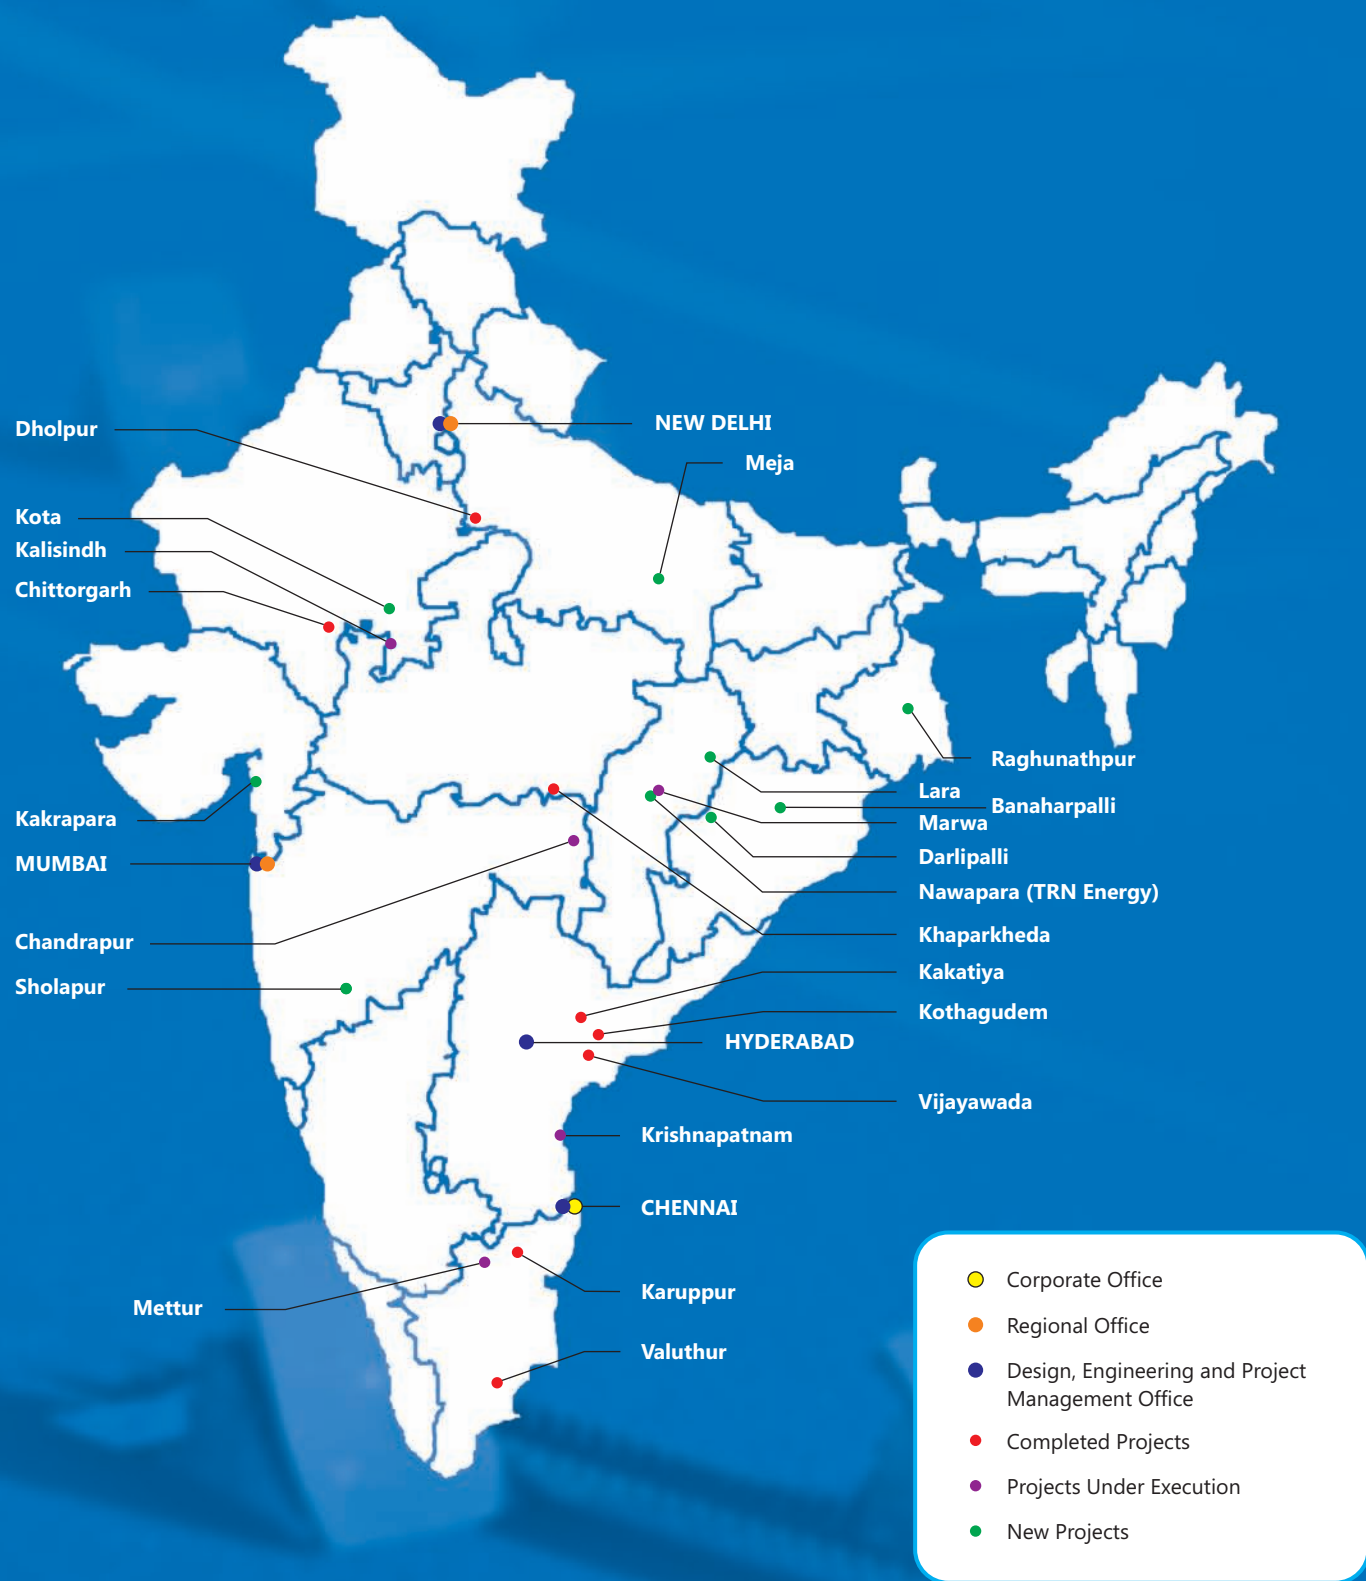 NEW DELHI
Dholpur
Meja
Kota
Kalisindh
Chittorgarh
Raghunathpur
Lara
Banaharpalli
Kakrapara
Marwa
Darlipalli
MUMBAI
Nawapara (TRN Energy)
Khaparkheda
Chandrapur
Kakatiya
Sholapur
Kothagudem
HYDERABAD
Vijayawada
Krishnapatnam
CHENNAI
Karuppur
Mettur
Valuthur
Corporate Office
Regional Office
Design, Engineering and Project
Management Office
Completed Projects
Projects Under Execution
New Projects